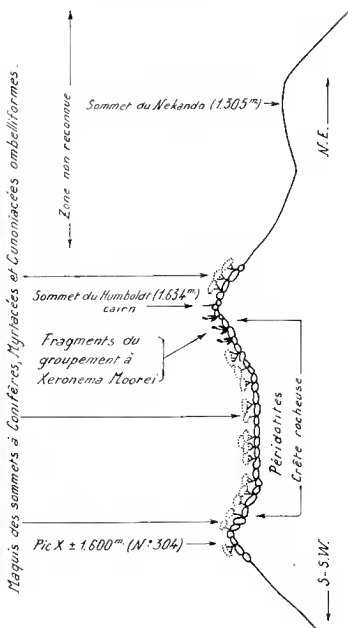 Maquis des sommets à Conifères, Myrtacées et Cunoniacées ombelliformes.
Zone non reconnue
Sommet du Nekando (1.305m)
N.E.
Sommet du Humboldt (1.634m)
cairn
Fragments du
groupement à
Xeronema Moorei
Péridotites
Crête rocheuse
Pic X ± 1.600m (N° 304)
S-S.W.